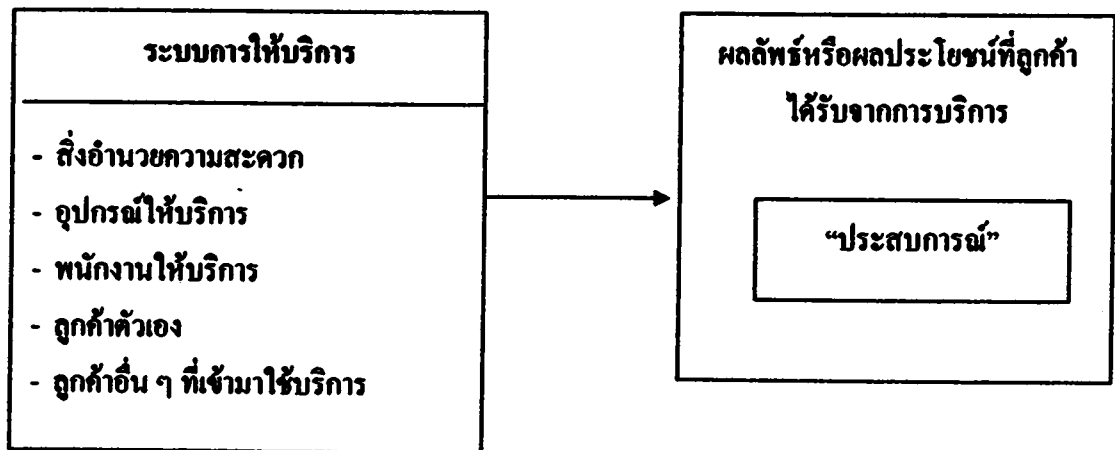 ระบบการให้บริการ
- สิ่งอำนวยความสะดวก
- อุปกรณ์ให้บริการ
- พนักงานให้บริการ
- ลูกค้าตัวเอง
- ลูกค้าอื่น ๆ ที่เข้ามาใช้บริการ
ผลลัพธ์หรือผลประโยชน์ที่ลูกค้า
ได้รับจากการบริการ
“ประสบการณ์”